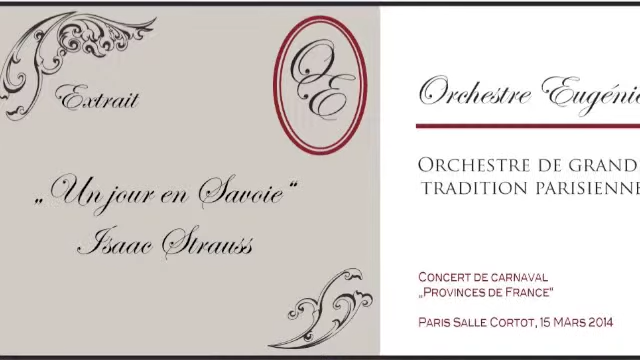 Extrait
OE
„Un jour en Savoie“
Isaac Strauss
Orchestre Eugénie
Orchestre de grand
tradition parisienne
Concert de carnaval
„Provinces de France"
Paris Salle Cortot, 15 Mars 2014